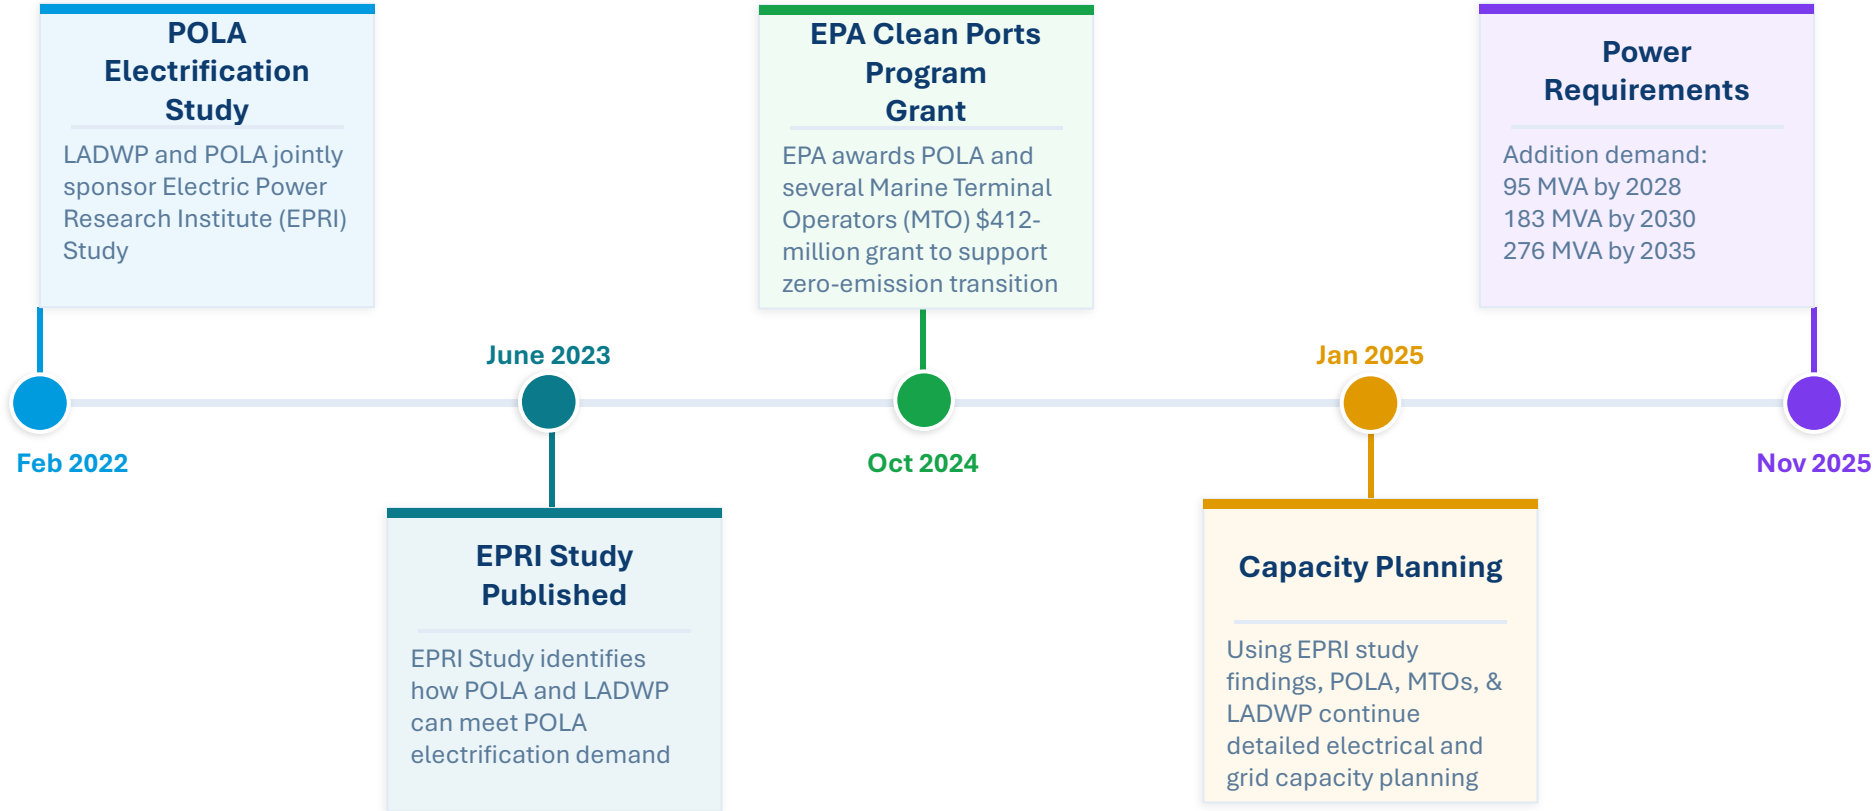 POLA
Electrification
Study
LADWP and POLA jointly
sponsor Electric Power
Research Institute (EPRI)
Study
Feb 2022
June 2023
EPRI Study
Published
EPRI Study identifies
how POLA and LADWP
can meet POLA
electrification demand
EPA Clean Ports
Program
Grant
EPA awards POLA and
several Marine Terminal
Operators (MTO) $412-
million grant to support
zero-emission transition
Oct 2024
Jan 2025
Capacity Planning
Using EPRI study
findings, POLA, MTOs, &
LADWP continue
detailed electrical and
grid capacity planning
Power
Requirements
Addition demand:
95 MVA by 2028
183 MVA by 2030
276 MVA by 2035
Nov 2025